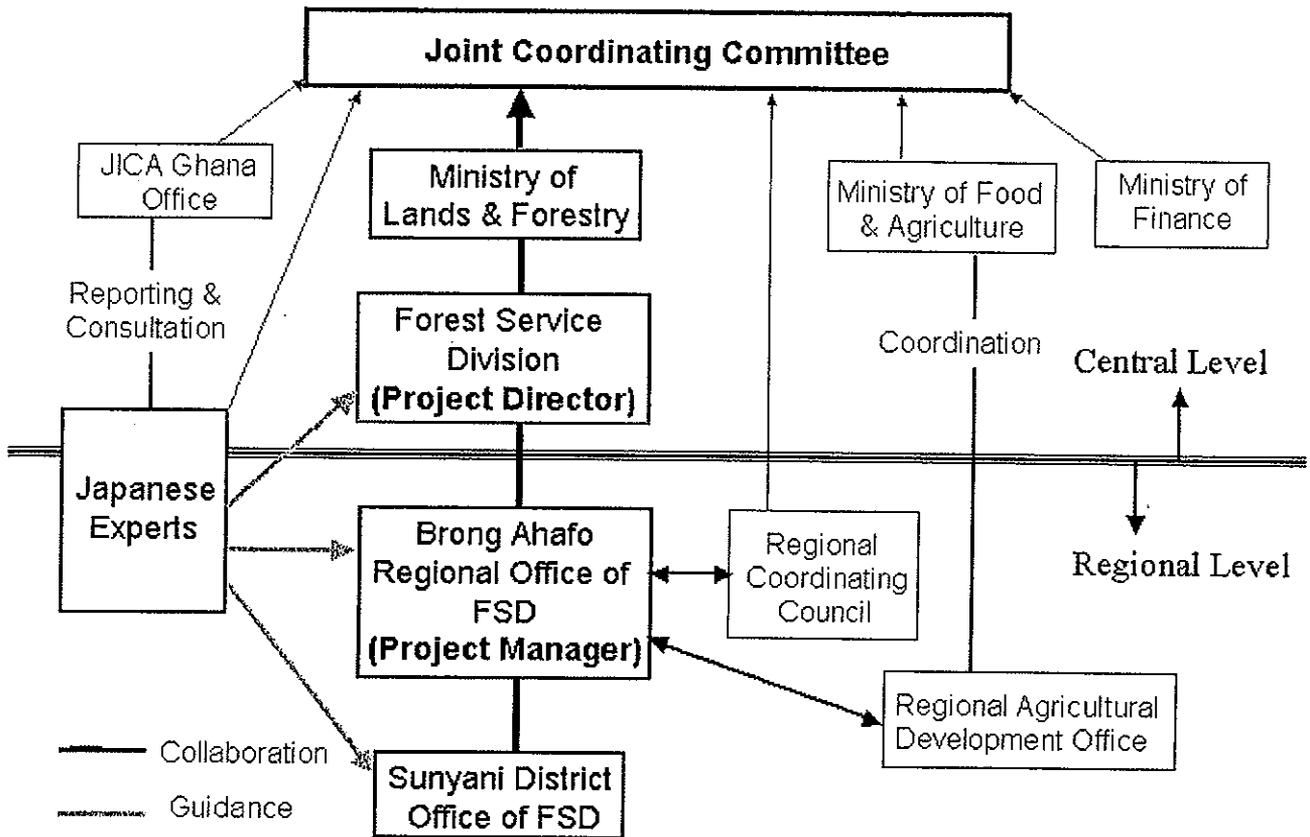 Joint Coordinating Committee
JICA Ghana
Office
Ministry of
Lands & Forestry
Ministry of Food
& Agriculture
Ministry of
Finance
Reporting &
Consultation
Forest Service
Division
(Project Director)
Coordination
Central Level
Japanese
Experts
Brong Ahafo
Regional Office of
FSD
(Project Manager)
Regional
Coordinating
Council
Regional Level
Regional Agricultural
Development Office
Collaboration
Guidance
Sunyani District
Office of FSD